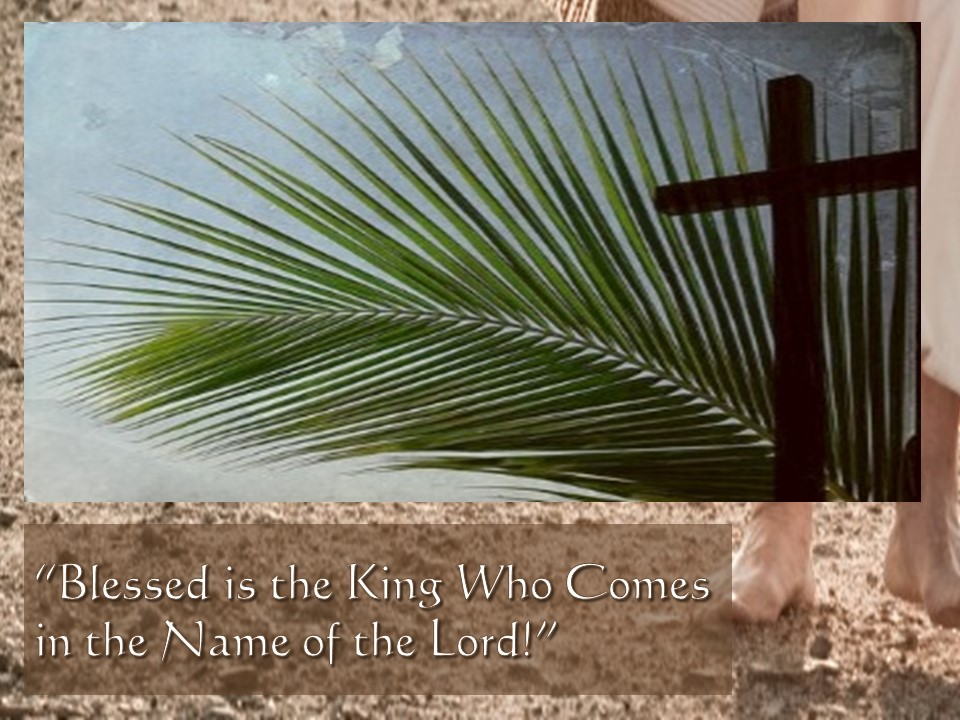 “Blessed is the King Who Comes
in the Name of the Lord!”